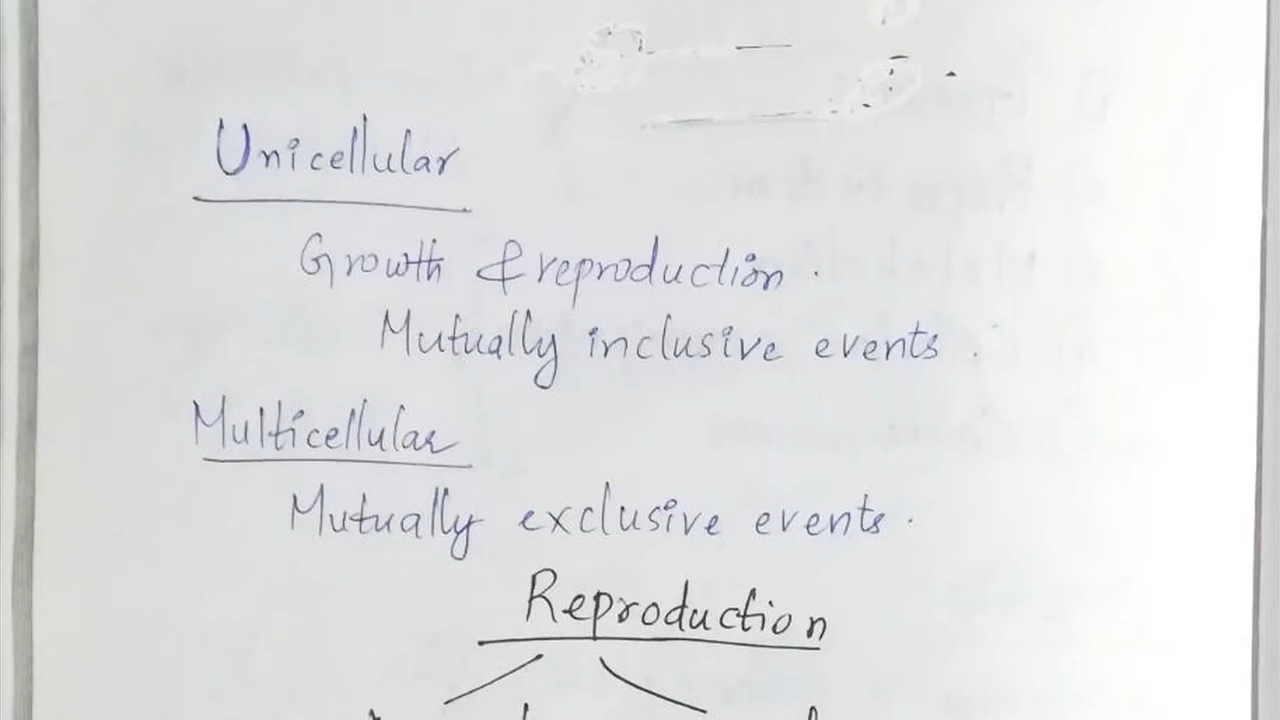 Unicellular
Growth & reproduction.
Mutually inclusive events.
Multicellular
Mutually exclusive events.
Reproduction